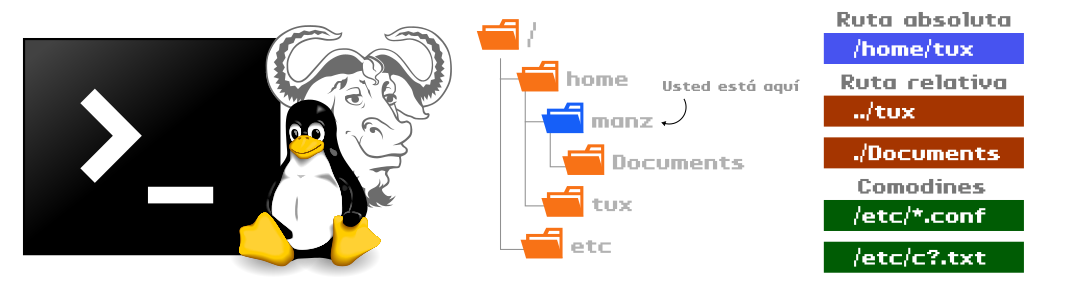 >_
/
home
Usted está aquí
manz
Documents
tux
etc
Ruta absoluta
/home/tux
Ruta relativa
../tux
./Documents
Comodines
/etc/*.conf
/etc/c?.txt